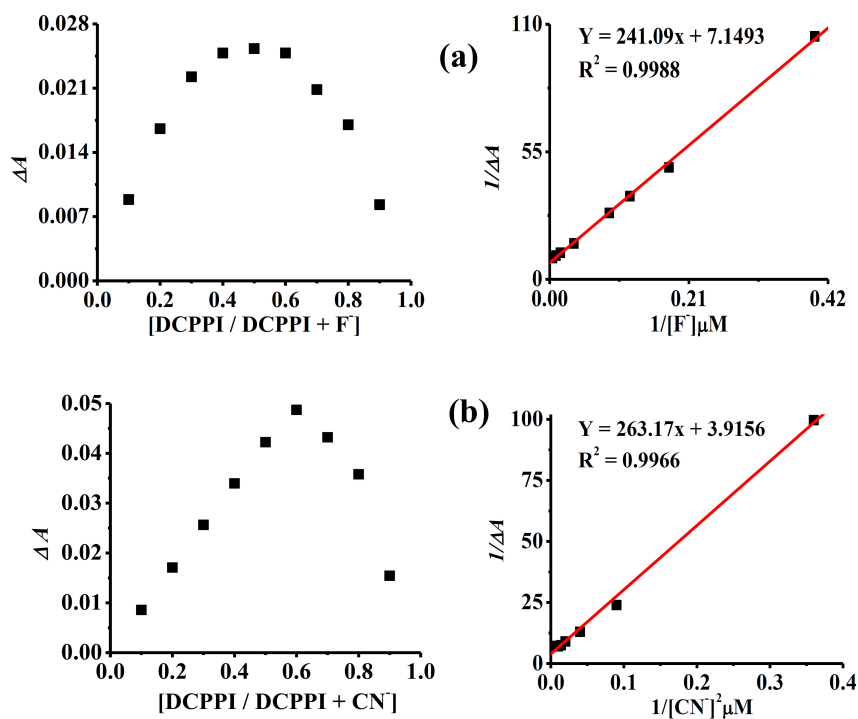 0.028
0.021
0.014
0.007
0.000
ΔA
0.0 0.2 0.4 0.6 0.8 1.0
[DCPPI / DCPPI + F⁻]
(a)
110
55
0
1/ΔA
Y = 241.09x + 7.1493
R² = 0.9988
0.00 0.21 0.42
1/[F⁻]μM
0.05
0.04
0.03
0.02
0.01
0.00
Δ A
0.0 0.2 0.4 0.6 0.8 1.0
[DCPPI / DCPPI + CN⁻]
(b)
100
75
50
25
0
1/ΔA
Y = 263.17x + 3.9156
R² = 0.9966
0.0 0.1 0.2 0.3 0.4
1/[CN⁻]²μM